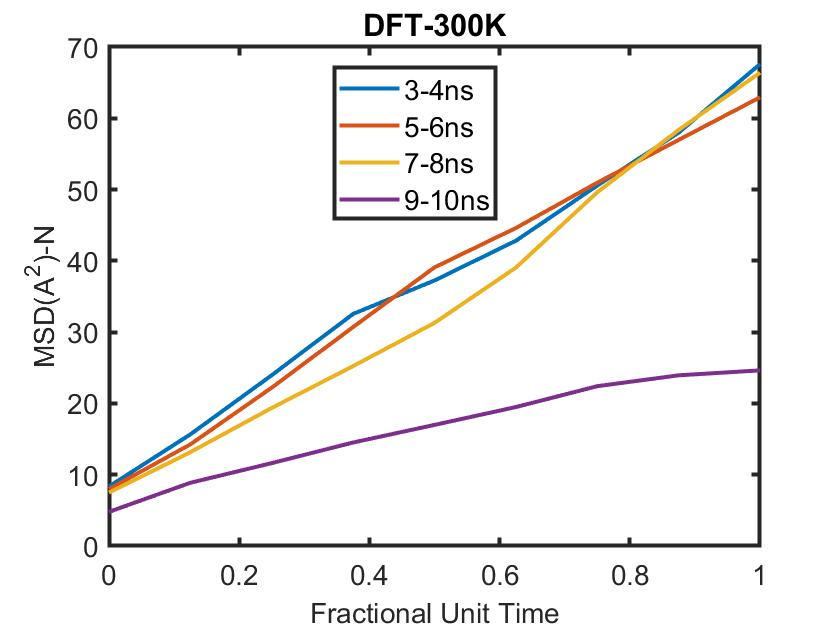 DFT-300K
70
60
50
40
30
20
10
0
MSD(A²)-N
3-4ns
5-6ns
7-8ns
9-10ns
0 0.2 0.4 0.6 0.8 1
Fractional Unit Time